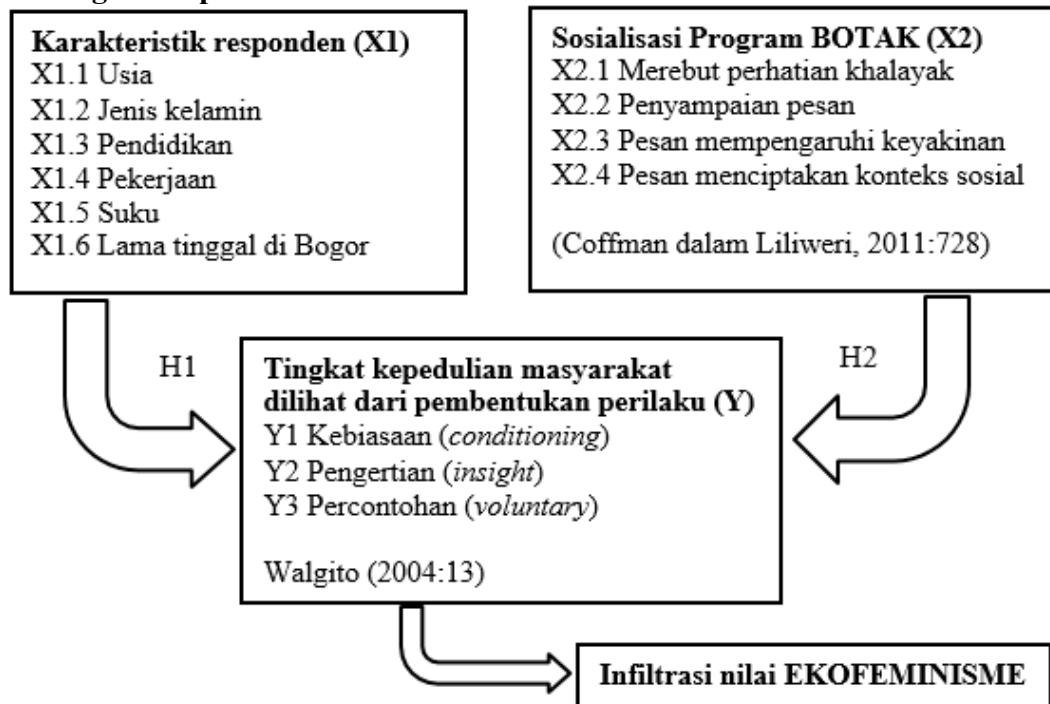 Karakteristik responden (X1)
X1.1 Usia
X1.2 Jenis kelamin
X1.3 Pendidikan
X1.4 Pekerjaan
X1.5 Suku
X1.6 Lama tinggal di Bogor
Sosialisasi Program BOTAK (X2)
X2.1 Merebut perhatian khalayak
X2.2 Penyampaian pesan
X2.3 Pesan mempengaruhi keyakinan
X2.4 Pesan menciptakan konteks sosial
(Coffman dalam Liliweri, 2011:728)
H1
H2
Tingkat kepedulian masyarakat
dilihat dari pembentukan perilaku (Y)
Y1 Kebiasaan (conditioning)
Y2 Pengertian (insight)
Y3 Percontohan (voluntary)
Walgito (2004:13)
Infiltrasi nilai EKOFEMINISME